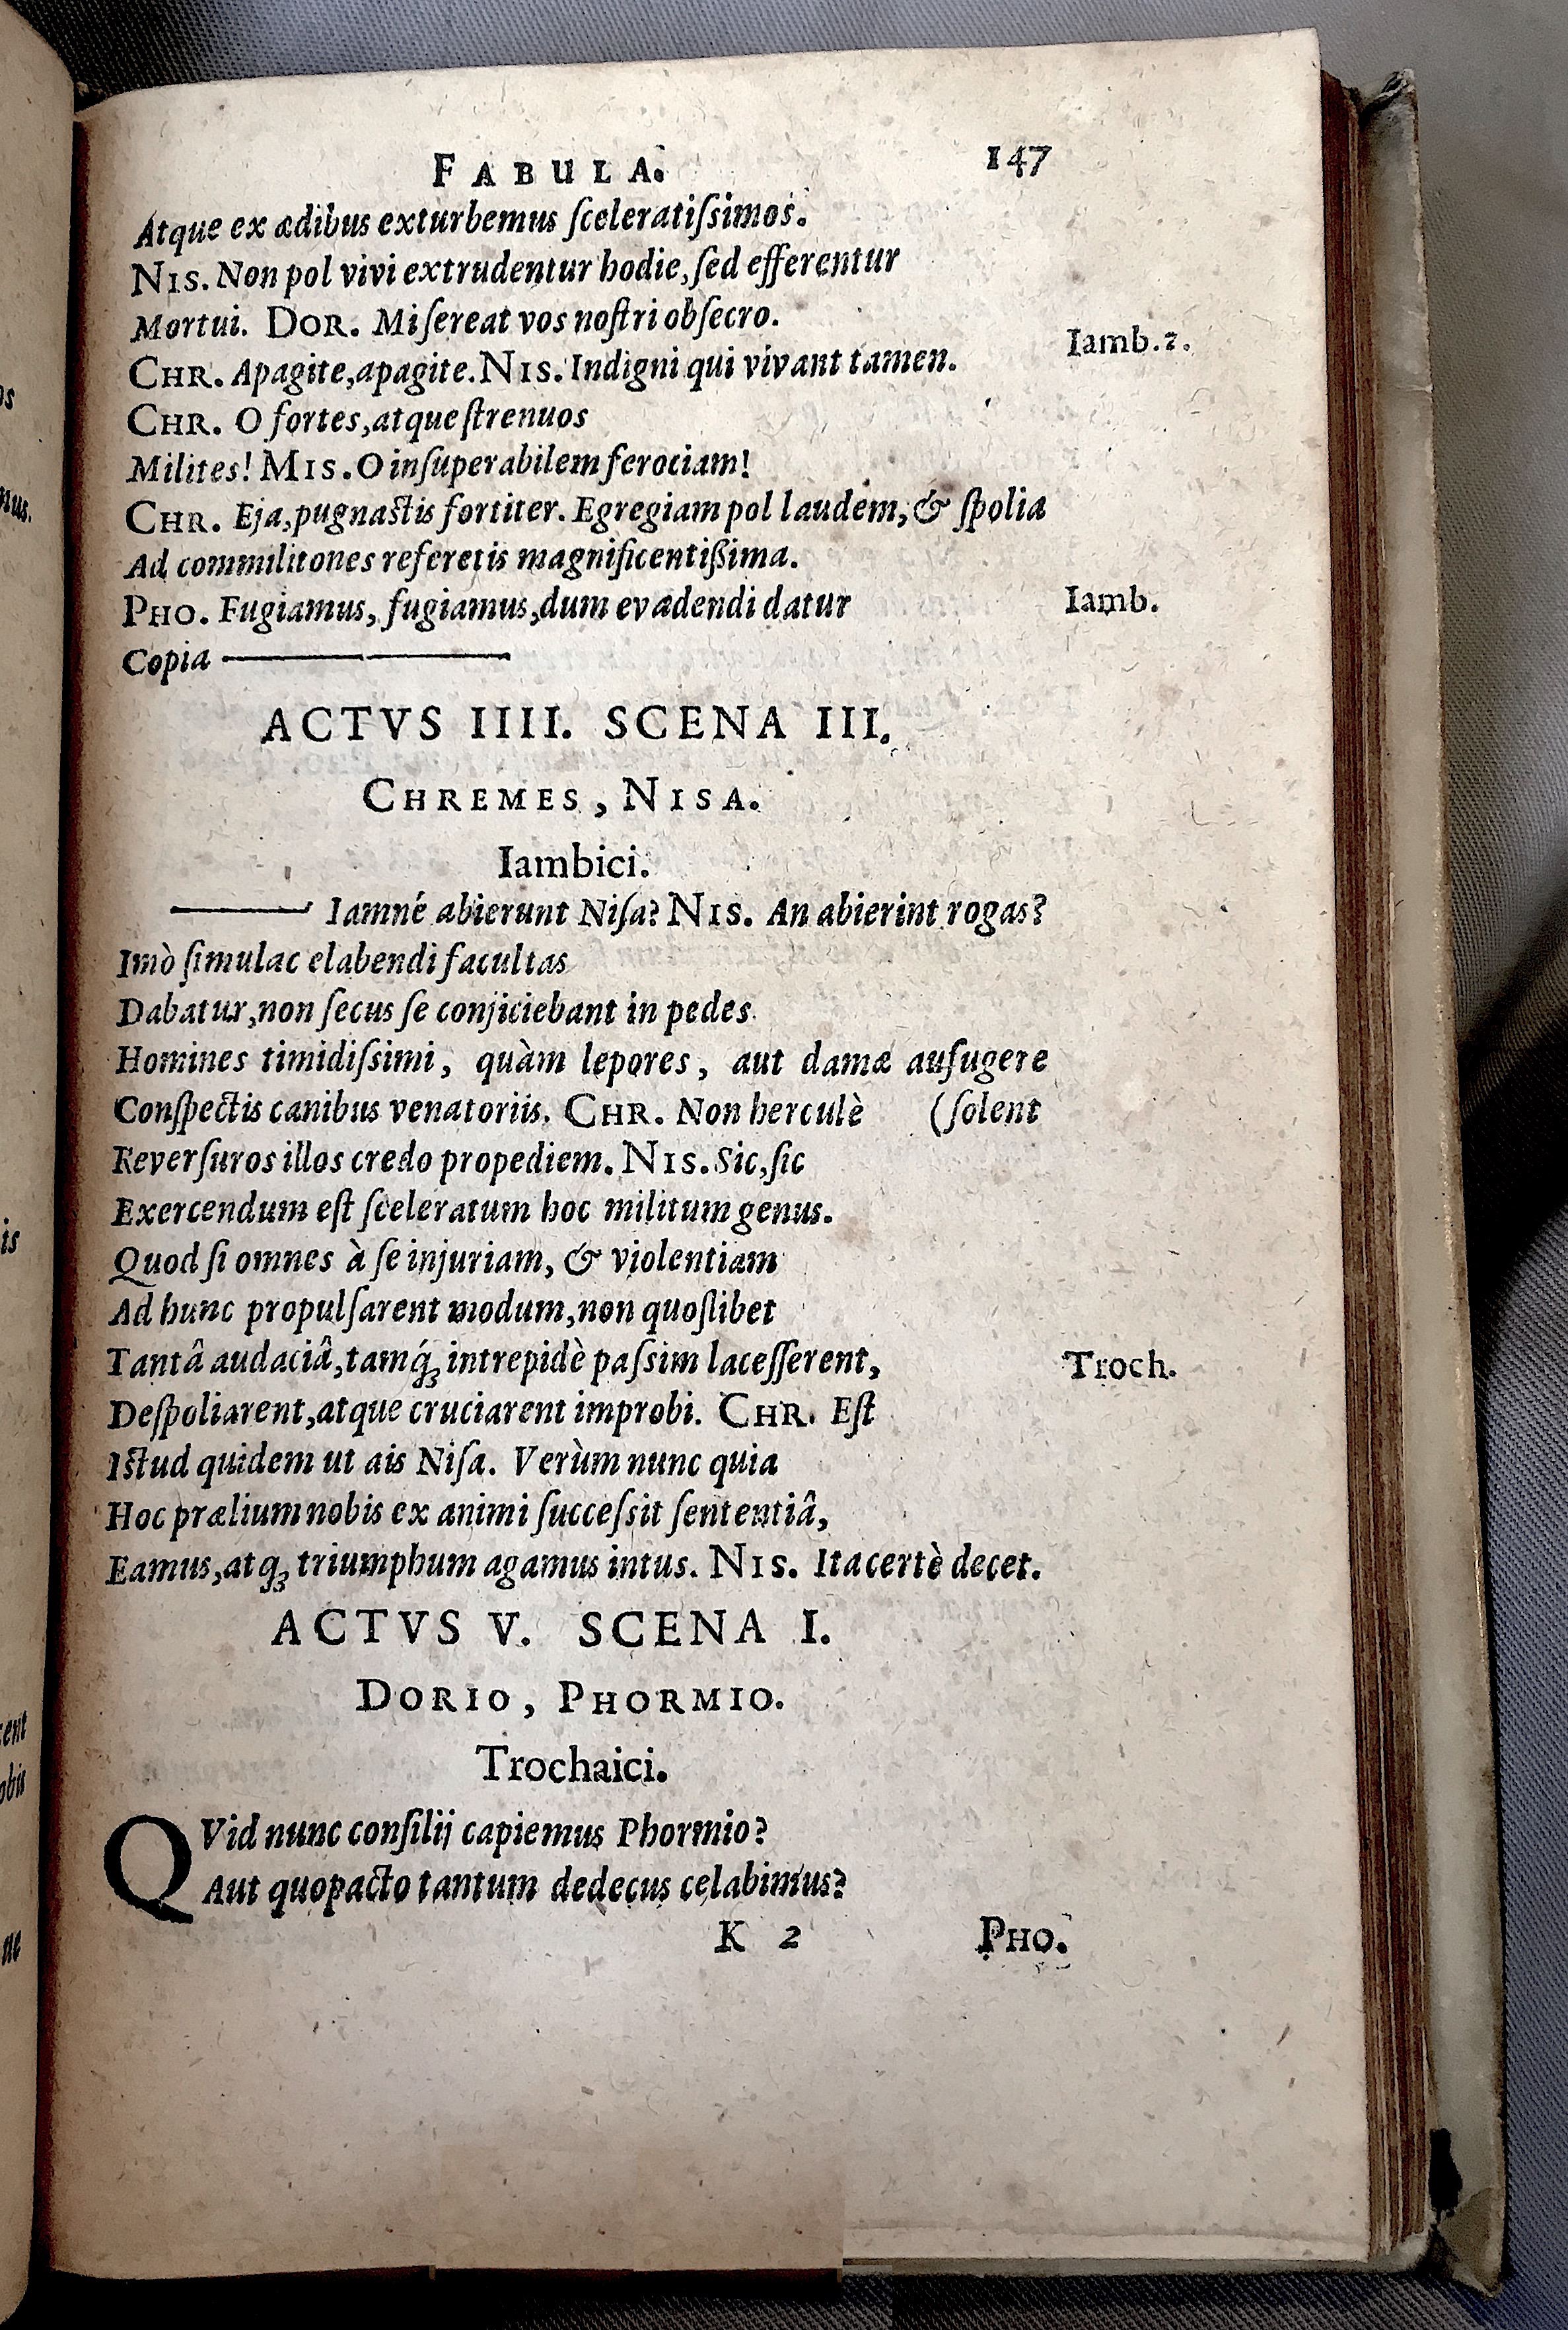 FABULA. 147
Atque ex ædibus exturbemus ſceleratiſsimos.
NIS. Non pol vivi extrudentur hodie, ſed efferentur
Mortui. DOR. Miſereat vos noſtri obſecro.
CHR. Apagite, apagite. NIS. Indigni qui vivant tamen. Iamb.2.
CHR. O fortes, atque ſtrenuos
Milites! MIS. O inſuperabilem ferociam!
CHR. Eja, pugnaſtis fortiter. Egregiam pol laudem, & ſpolia
Ad commilitones referetis magnificentißima.
PHO. Fugiamus, fugiamus, dum evadendi datur Iamb.
Copia ———
ACTVS IIII. SCENA III.
CHREMES, NISA.
Iambici.
——— Iamné abierunt Niſa? NIS. An abierint rogas?
Imò ſimulac elabendi facultas
Dabatur, non ſecus ſe conjiciebant in pedes
Homines timidiſsimi, quàm lepores, aut damæ aufugere
Conſpectis canibus venatoriis. CHR. Non herculè (ſolent
Reverſuros illos credo propediem. NIS. Sic, ſic
Exercendum eſt ſceleratum hoc militum genus.
Quod ſi omnes à ſe injuriam, & violentiam
Ad hunc propulſarent modum, non quoſlibet
Tantâ audaciâ, tamq́ꝫ intrepidè paſsim laceſſerent, Troch.
Deſpoliarent, atque cruciarent improbi. CHR. Eſt
Iſtud quidem ut ais Niſa. Verùm nunc quia
Hoc prælium nobis ex animi ſucceſsit ſententiâ,
Eamus, atqꝫ triumphum agamus intus. NIS. Ita certè decet.
ACTVS V. SCENA I.
DORIO, PHORMIO.
Trochaici.
QVid nunc conſilij capiemus Phormio?
Aut quo pacto tantum dedecus celabimus?
K 2 PHO.